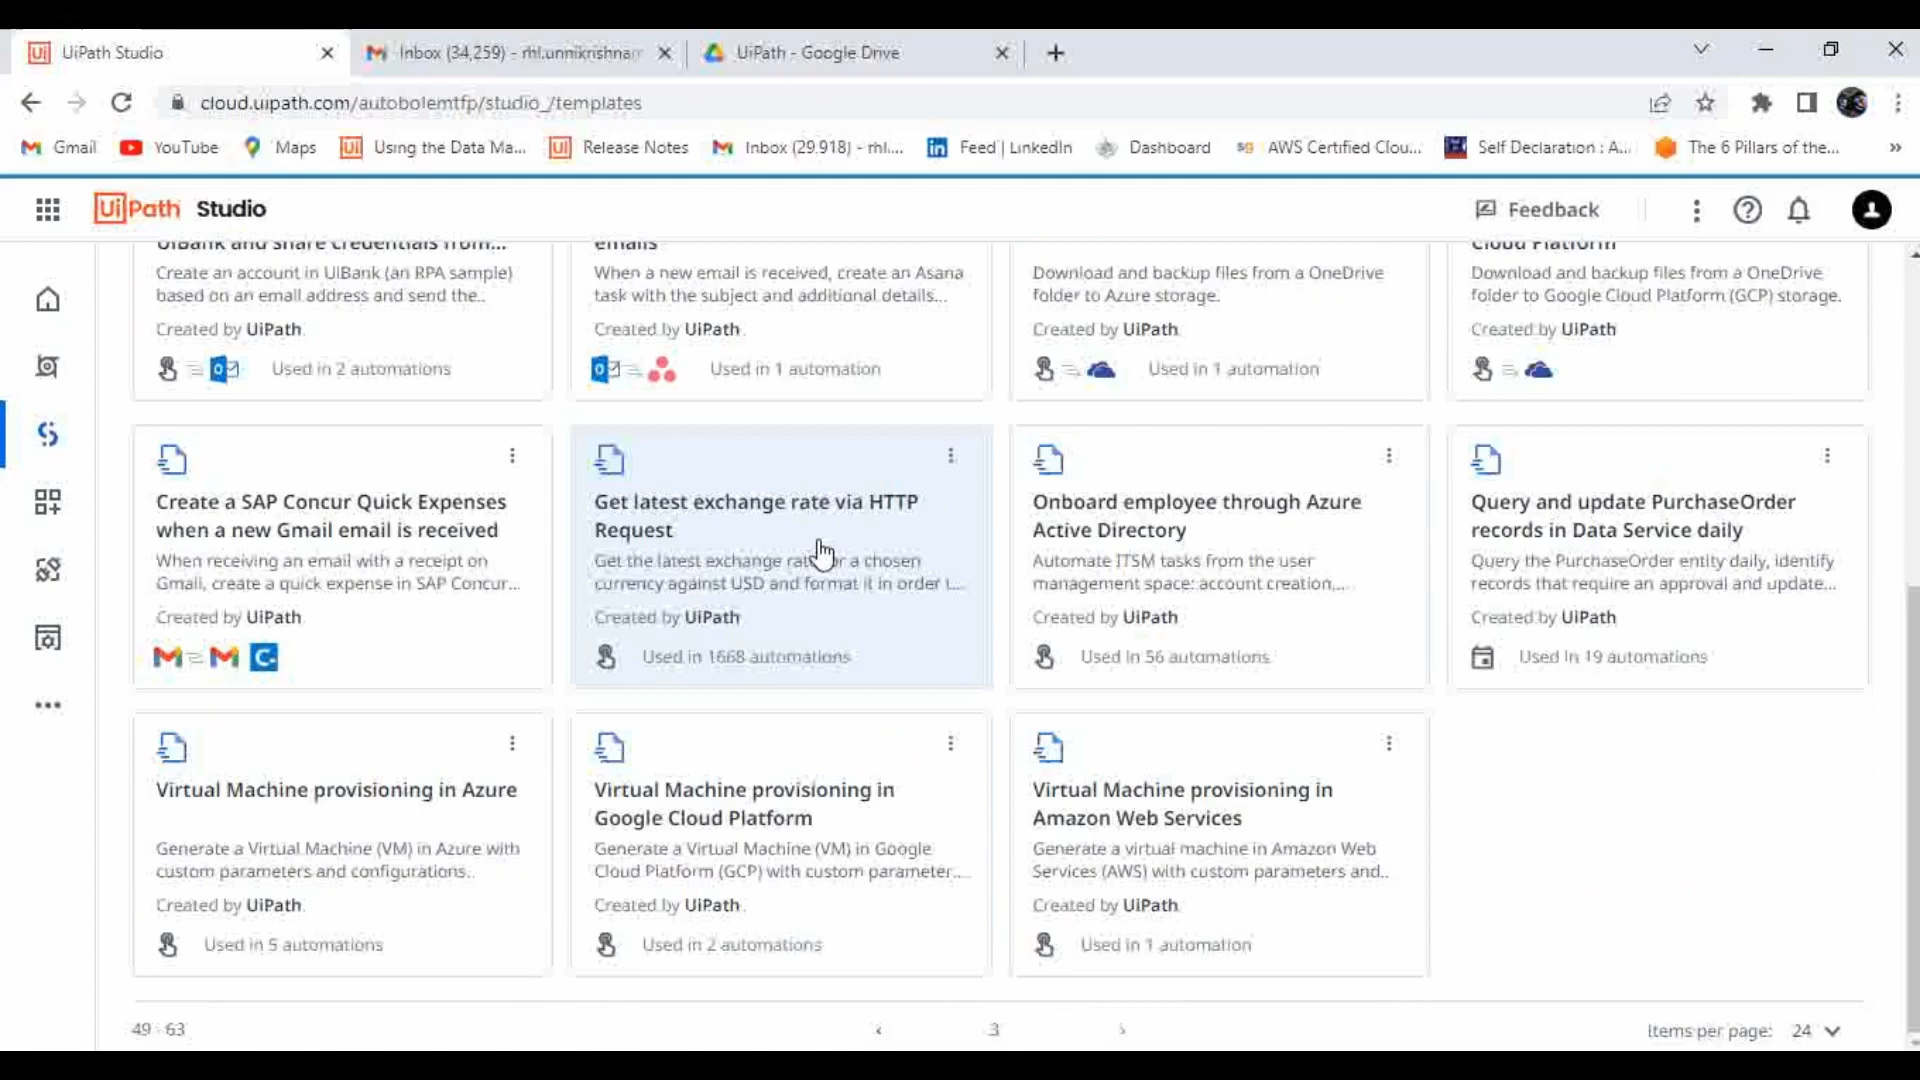 UiPath Studio
Inbox (34,259) - rhl.unnikrishnan
UiPath - Google Drive
cloud.uipath.com/autobolemtfp/studio_/templates
Gmail
YouTube
Maps
Using the Data Ma...
Release Notes
Inbox (29,918) - rhl....
Feed | LinkedIn
Dashboard
AWS Certified Clou...
Self Declaration : A...
The 6 Pillars of the...
»
UiPath Studio
Feedback
UiBank and share credentials from...
Create an account in UiBank (an RPA sample)
based on an email address and send the..
Created by UiPath
Used in 2 automations
emails
When a new email is received, create an Asana
task with the subject and additional details...
Created by UiPath
Used in 1 automation
Download and backup files from a OneDrive
folder to Azure storage.
Created by UiPath
Used in 1 automation
Cloud Platform
Download and backup files from a OneDrive
folder to Google Cloud Platform (GCP) storage.
Created by UiPath
Create a SAP Concur Quick Expenses
when a new Gmail email is received
When receiving an email with a receipt on
Gmail, create a quick expense in SAP Concur...
Created by UiPath
Get latest exchange rate via HTTP
Request
Get the latest exchange rate for a chosen
currency against USD and format it in order t...
Created by UiPath
Used in 1668 automations
Onboard employee through Azure
Active Directory
Automate ITSM tasks from the user
management space: account creation,...
Created by UiPath
Used in 56 automations
Query and update PurchaseOrder
records in Data Service daily
Query the PurchaseOrder entity daily, identify
records that require an approval and update...
Created by UiPath
Used in 19 automations
Virtual Machine provisioning in Azure
Generate a Virtual Machine (VM) in Azure with
custom parameters and configurations..
Created by UiPath
Used in 5 automations
Virtual Machine provisioning in
Google Cloud Platform
Generate a Virtual Machine (VM) in Google
Cloud Platform (GCP) with custom parameter....
Created by UiPath
Used in 2 automations
Virtual Machine provisioning in
Amazon Web Services
Generate a virtual machine in Amazon Web
Services (AWS) with custom parameters and..
Created by UiPath
Used in 1 automation
49 - 63
3
Items per page: 24